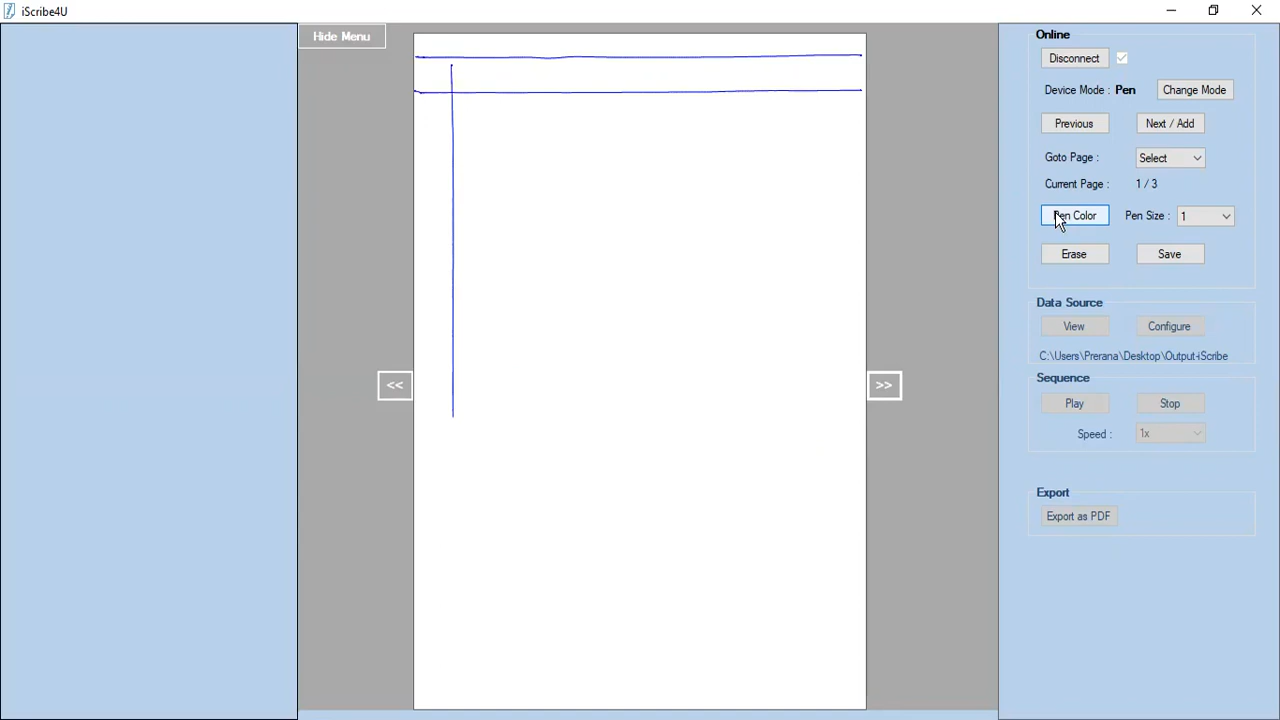 iScribe4U
Hide Menu
Online
Disconnect
Device Mode : Pen
Change Mode
Previous
Next / Add
Goto Page :
Select
Current Page :
1 / 3
Pen Color
Pen Size :
1
Erase
Save
Data Source
View
Configure
C:\Users\Prerana\Desktop\Output-iScribe
<<
>>
Sequence
Play
Stop
Speed :
1x
Export
Export as PDF